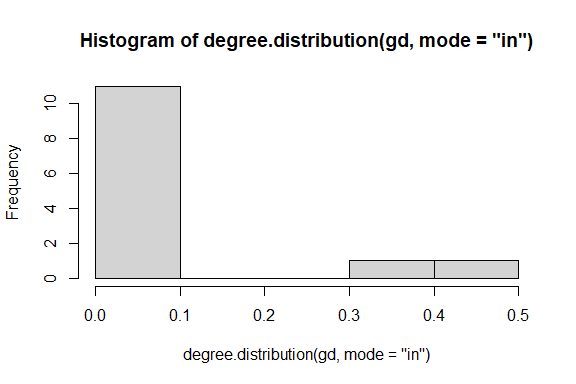 Histogram of degree.distribution(gd, mode = "in")
Frequency
10
8
6
4
2
0
0.0 0.1 0.2 0.3 0.4 0.5
degree.distribution(gd, mode = "in")